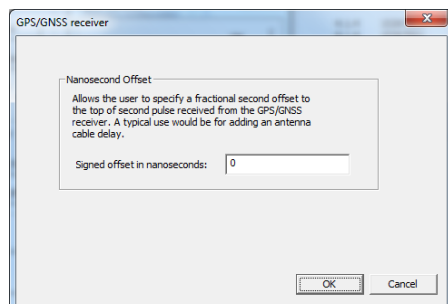 GPS/GNSS receiver
Nanosecond Offset
Allows the user to specify a fractional second offset to
the top of second pulse received from the GPS/GNSS
receiver. A typical use would be for adding an antenna
cable delay.
Signed offset in nanoseconds: 0
OK Cancel